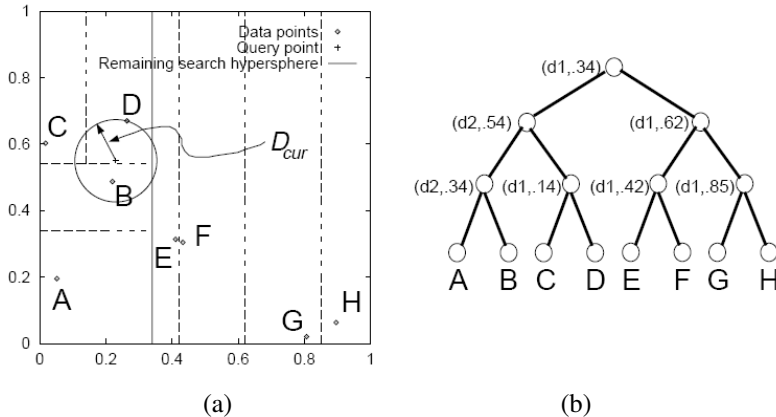 1
0.8
0.6
0.4
0.2
0
0
0.2
0.4
0.6
0.8
1
Data points
Query point
Remaining search hypersphere
C
D
B
A
E
F
G
H
Dcur
(a)
(d1,.34)
(d2,.54)
(d1,.62)
(d2,.34)
(d1,.14)
(d1,.42)
(d1,.85)
A B C D E F G H
(b)